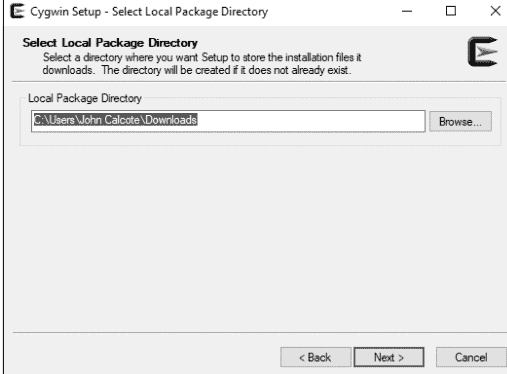 Cygwin Setup - Select Local Package Directory
Select Local Package Directory
Select a directory where you want Setup to store the installation files it
downloads. The directory will be created if it does not already exist.
Local Package Directory
C:\Users\John Calcote\Downloads
Browse...
< Back
Next >
Cancel